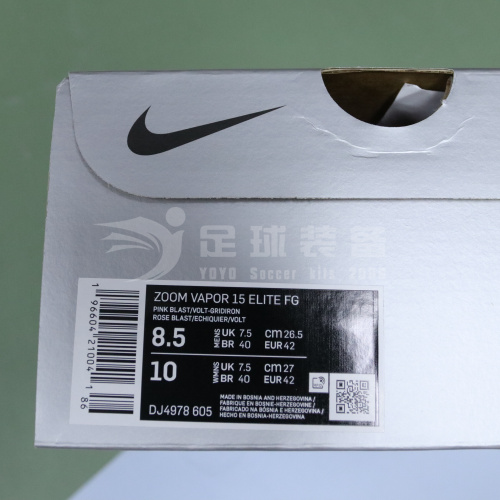 足球装备
YOYO Soccer kits 2006
ZOOM VAPOR 15 ELITE FG
PINK BLAST/VOLT-GRIDIRON
ROSE BLAST/ECHIQUIER/VOLT
8.5 MENS UK 7.5 CM 26.5
BR 40 EUR 42
10 WMNS UK 7.5 CM 27
BR 40 EUR 42
DJ4978 605
MADE IN BOSNIA AND HERZEGOVINA /
FABRIQUE EN BOSNIE-HERZEGOVINE /
FABRICADO NA BÓSNIA E HERZEGOVINA /
HECHO EN BOSNIA-HERZEGOVINA
1 96604 21004 1
86